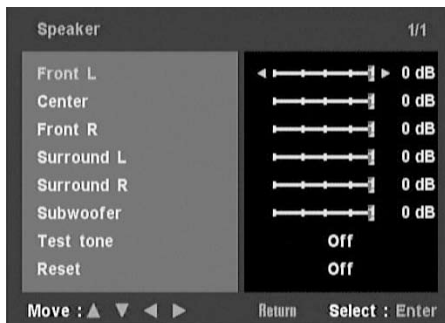 Speaker 1/1
Front L 0 dB
Center 0 dB
Front R 0 dB
Surround L 0 dB
Surround R 0 dB
Subwoofer 0 dB
Test tone Off
Reset Off
Move : ▲ ▼ ◀ ▶ Return Select : Enter